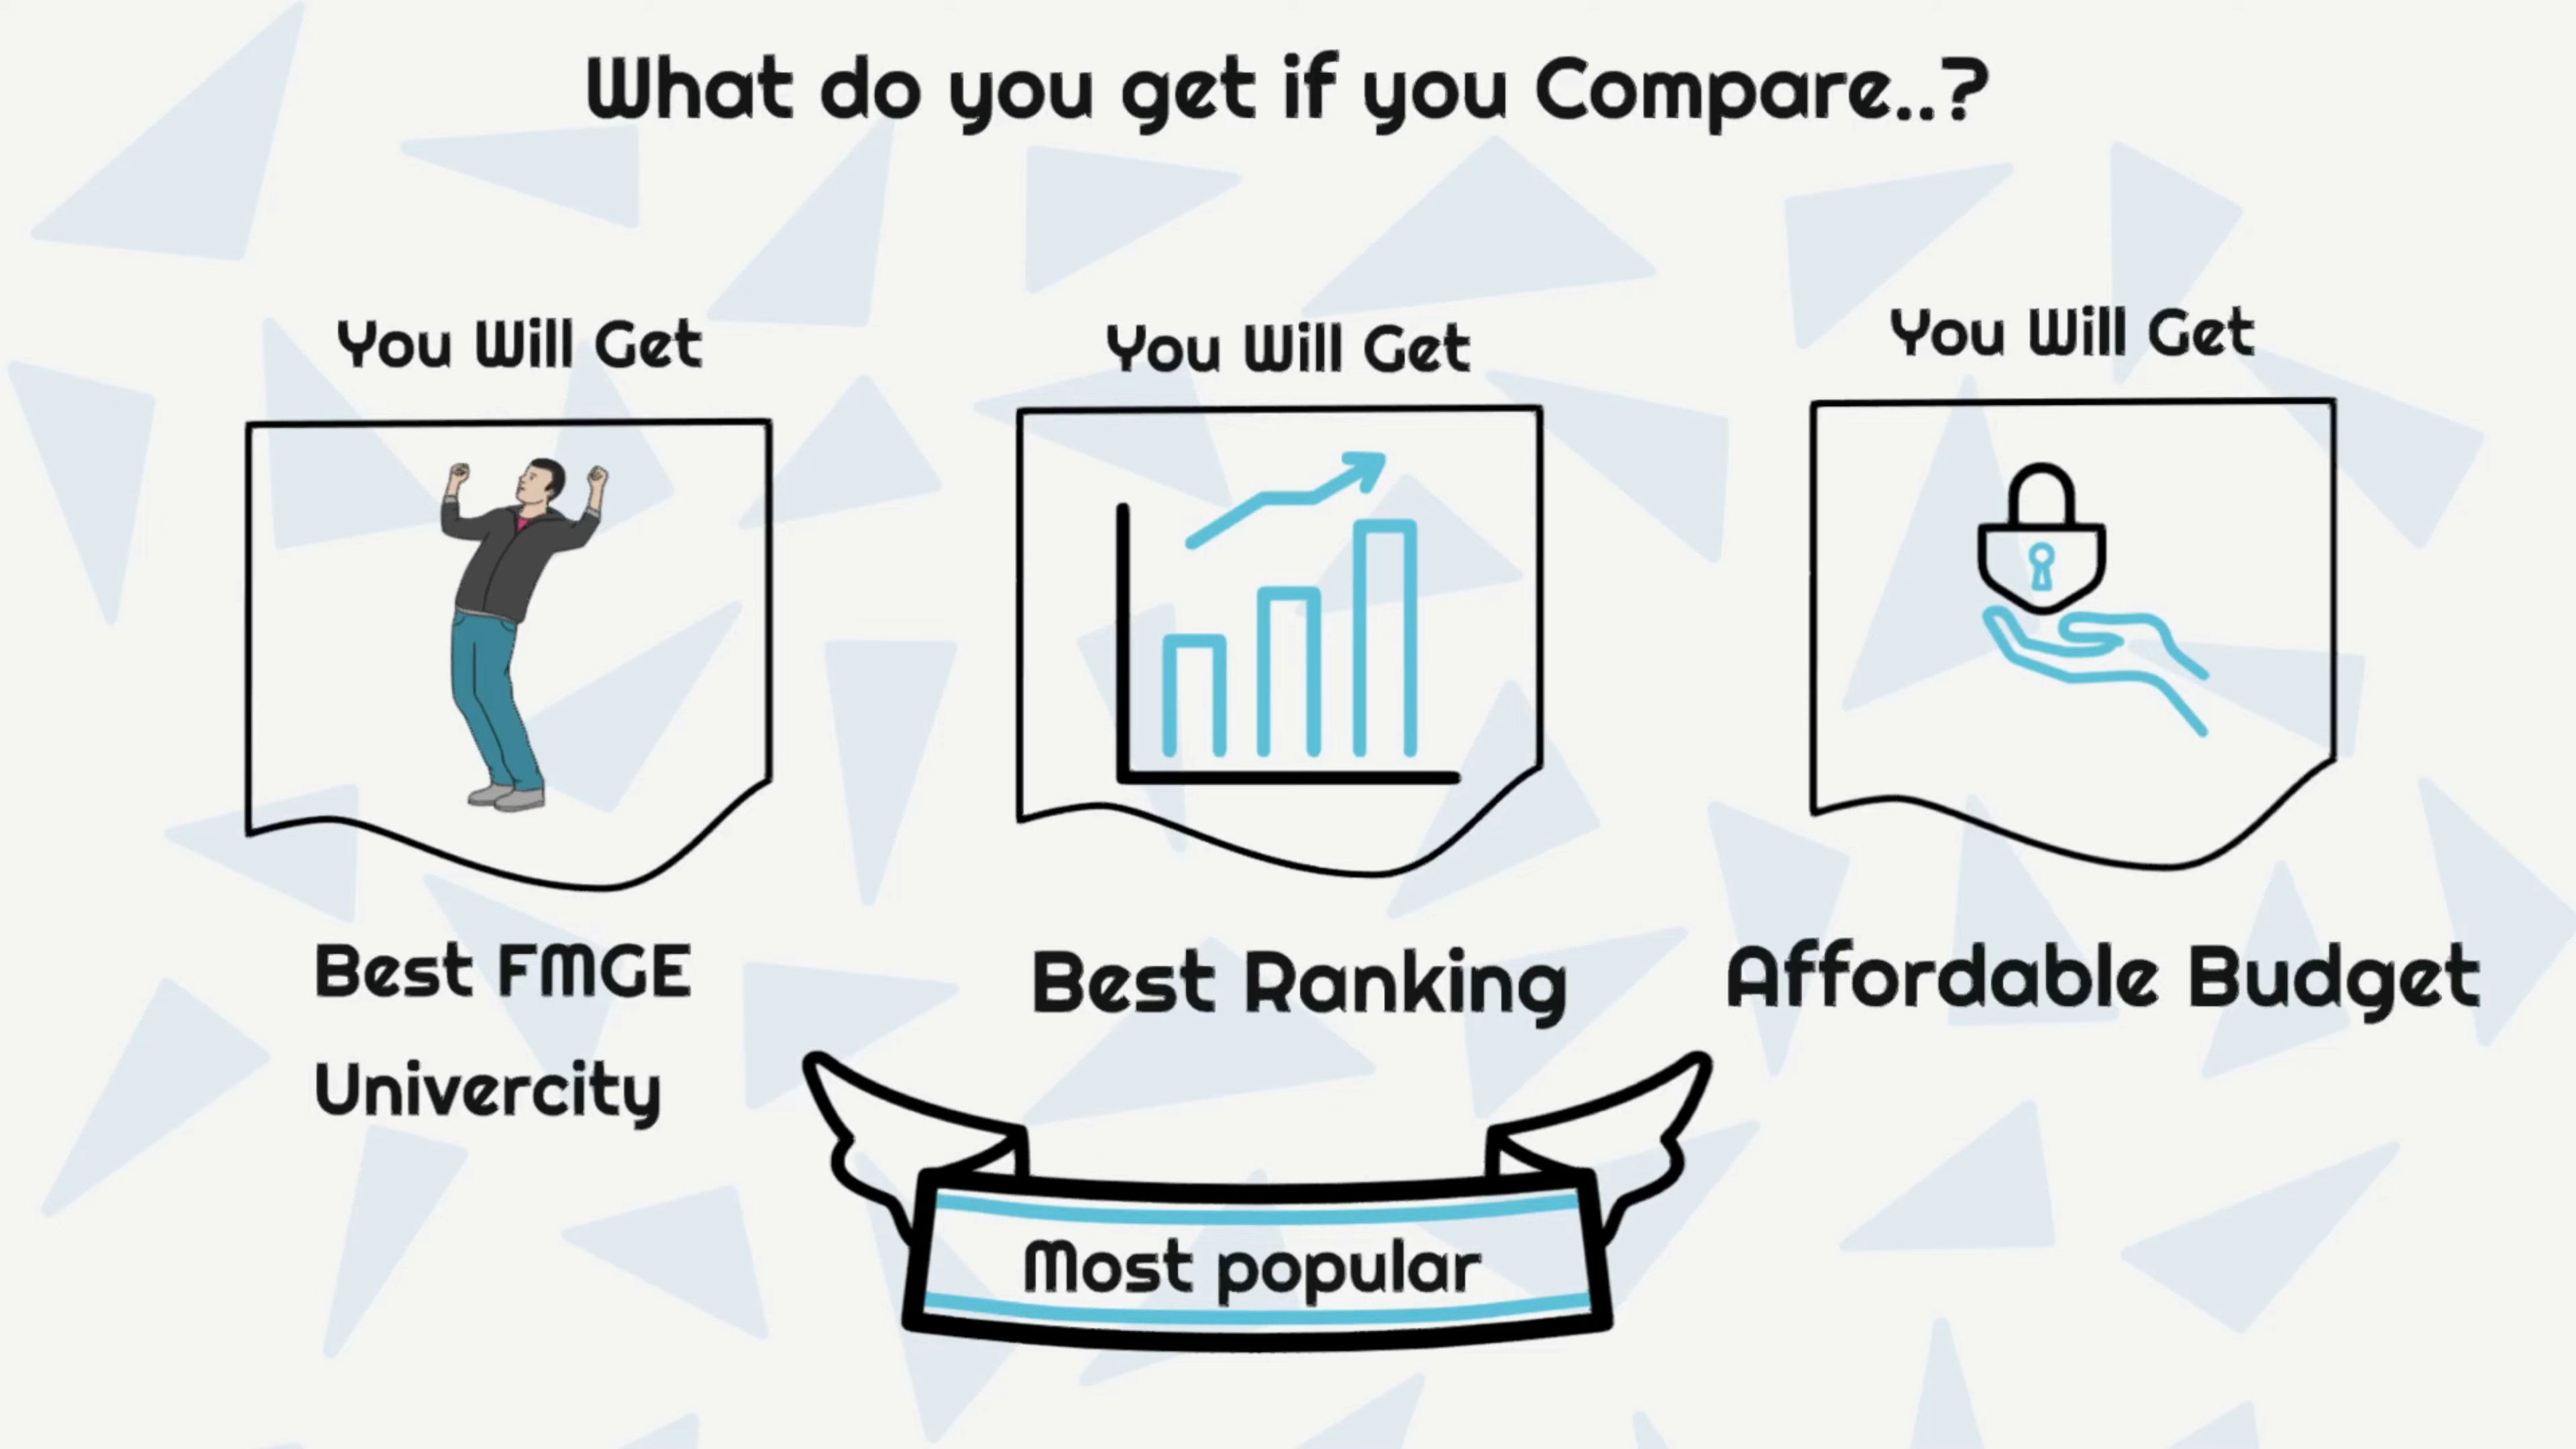 What do you get if you Compare..?
You Will Get
Best FMGE
Univercity
You Will Get
Best Ranking
You Will Get
Affordable Budget
Most popular